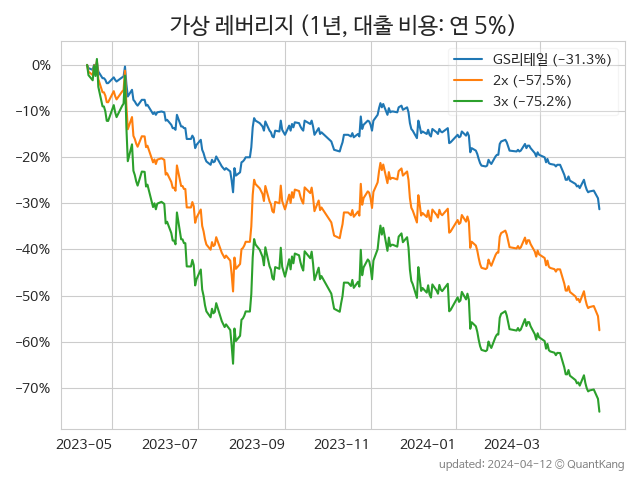 가상 레버리지 (1년, 대출 비용: 연 5%)
GS리테일 (−31.3%)
2x (−57.5%)
3x (−75.2%)
0%
−10%
−20%
−30%
−40%
−50%
−60%
−70%
2023-05 2023-07 2023-09 2023-11 2024-01 2024-03
updated: 2024-04-12 © QuantKang